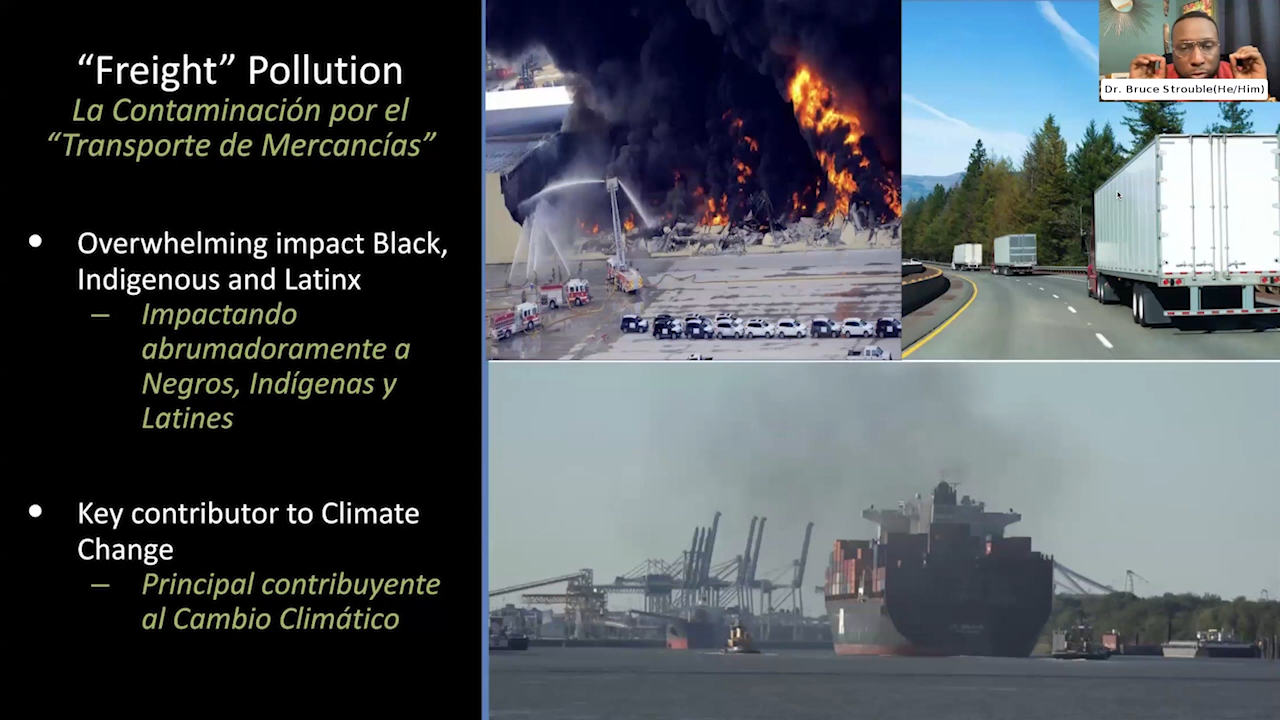 “Freight” Pollution
La Contaminación por el
“Transporte de Mercancías”
• Overwhelming impact Black,
Indigenous and Latinx
– Impactando
abrumadoramente a
Negros, Indígenas y
Latines
• Key contributor to Climate
Change
– Principal contribuyente
al Cambio Climático
Dr. Bruce Strouble(He/Him)